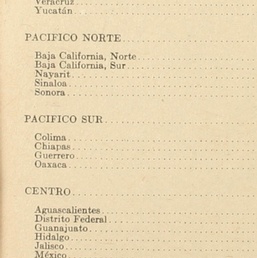 Veracruz
Yucatán
PACIFICO NORTE
Baja California, Norte
Baja California, Sur
Nayarit
Sinaloa
Sonora
PACIFICO SUR
Colima
Chiapas
Guerrero
Oaxaca
CENTRO
Aguascalientes
Distrito Federal
Guanajuato
Hidalgo
Jalisco
México